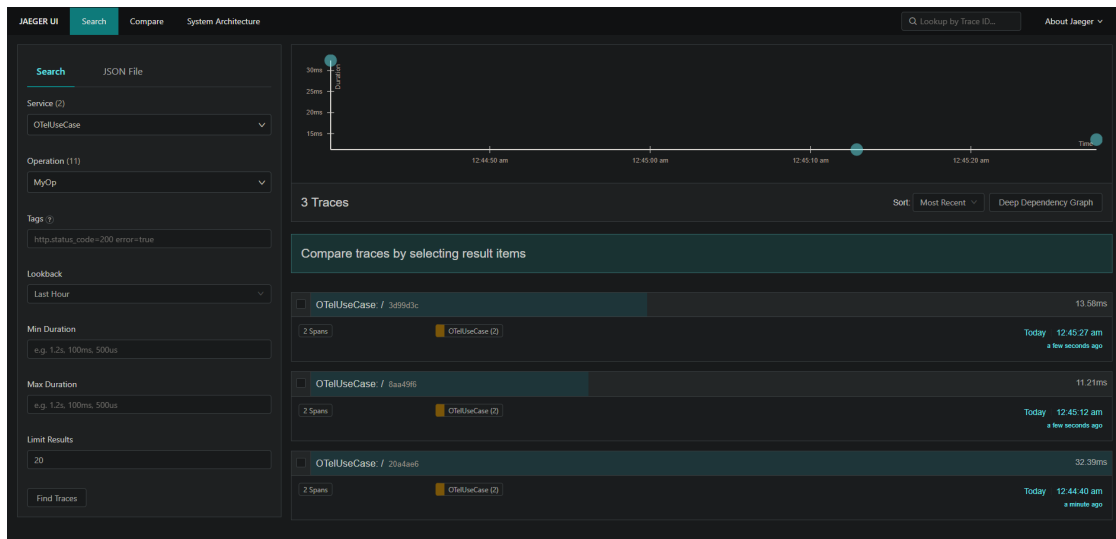 JAEGER UI Search Compare System Architecture Lookup by Trace ID... About Jaeger
Search JSON File
Service (2)
OTelUseCase
Operation (11)
MyOp
Tags ?
http.status_code=200 error=true
Lookback
Last Hour
Min Duration
e.g. 1.2s, 100ms, 500us
Max Duration
e.g. 1.2s, 100ms, 500us
Limit Results
20
Find Traces
Duration
30ms
25ms
20ms
15ms
Time
12:44:50 am 12:45:00 am 12:45:10 am 12:45:20 am
3 Traces Sort: Most Recent Deep Dependency Graph
Compare traces by selecting result items
OTelUseCase: / 3d99d3c 13.58ms
2 Spans OTelUseCase (2) Today 12:45:27 am
a few seconds ago
OTelUseCase: / 8aa49f6 11.21ms
2 Spans OTelUseCase (2) Today 12:45:12 am
a few seconds ago
OTelUseCase: / 20a4ae6 32.39ms
2 Spans OTelUseCase (2) Today 12:44:40 am
a minute ago